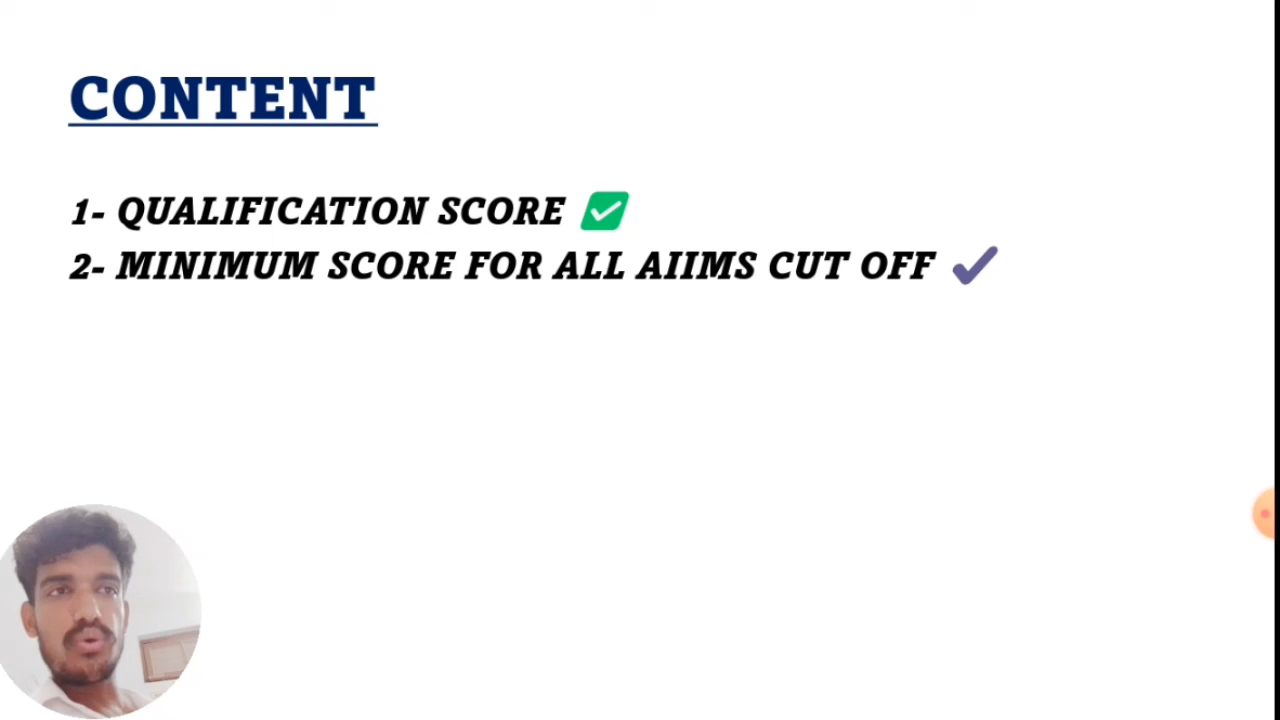 CONTENT
1- QUALIFICATION SCORE ✅
2- MINIMUM SCORE FOR ALL AIIMS CUT OFF ✔